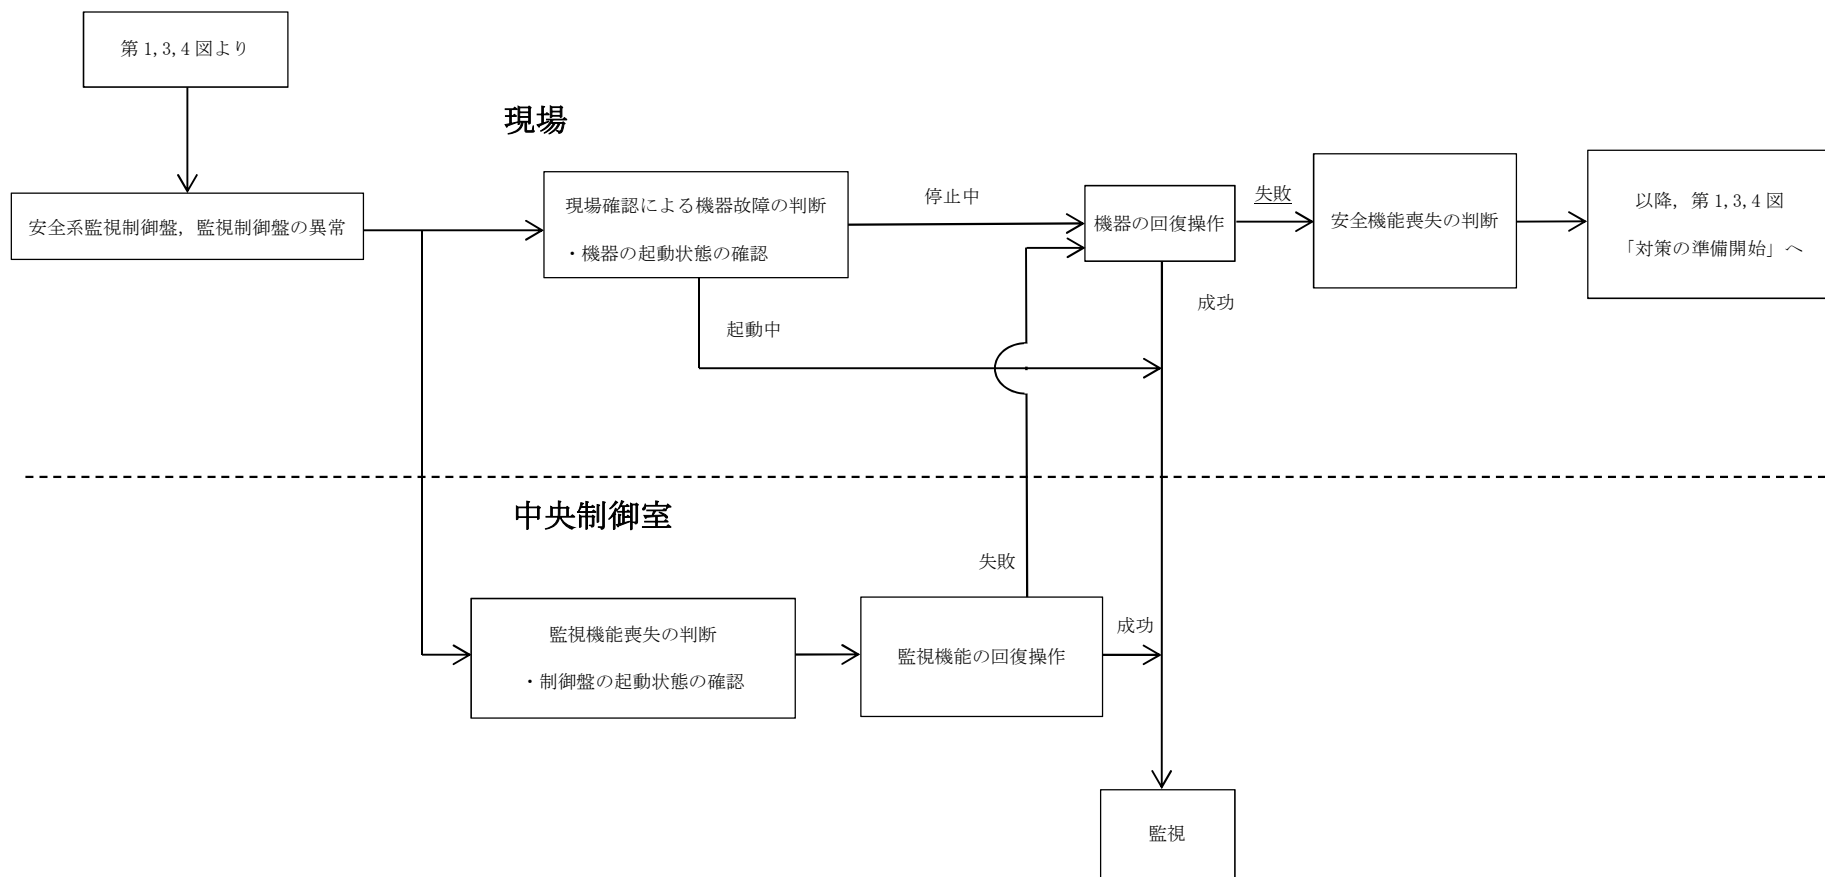 第1,3,4図より
現場
安全系監視制御盤，監視制御盤の異常
現場確認による機器故障の判断
・機器の起動状態の確認
停止中
機器の回復操作
失敗
安全機能喪失の判断
以降，第1,3,4図
「対策の準備開始」へ
起動中
成功
中央制御室
失敗
監視機能喪失の判断
・制御盤の起動状態の確認
監視機能の回復操作
成功
監視